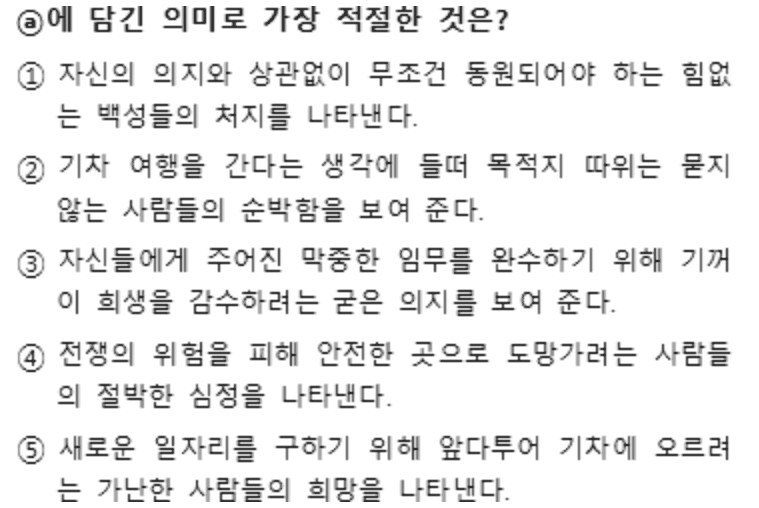 ⓐ에 담긴 의미로 가장 적절한 것은?
① 자신의 의지와 상관없이 무조건 동원되어야 하는 힘없
는 백성들의 처지를 나타낸다.
② 기차 여행을 간다는 생각에 들떠 목적지 따위는 묻지
않는 사람들의 순박함을 보여 준다.
③ 자신들에게 주어진 막중한 임무를 완수하기 위해 기꺼
이 희생을 감수하려는 굳은 의지를 보여 준다.
④ 전쟁의 위험을 피해 안전한 곳으로 도망가려는 사람들
의 절박한 심정을 나타낸다.
⑤ 새로운 일자리를 구하기 위해 앞다투어 기차에 오르려
는 가난한 사람들의 희망을 나타낸다.